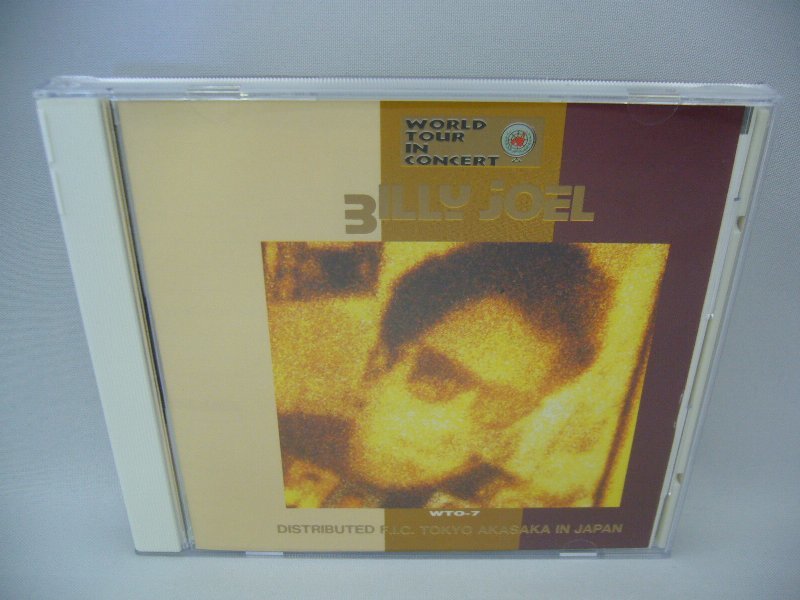 WORLD
TOUR
IN
CONCERT
BILLY JOEL
WTO-7
DISTRIBUTED F.I.C. TOKYO AKASAKA IN JAPAN